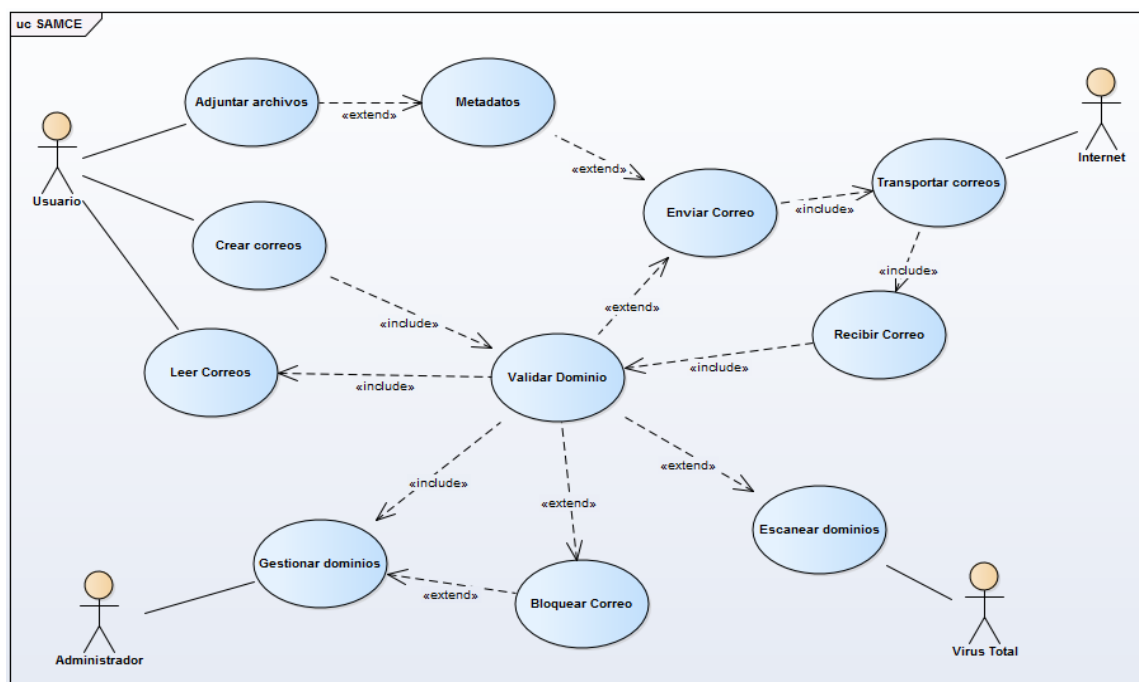 uc SAMCE
Adjuntar archivos
«extend»
Metadatos
«extend»
Usuario
Internet
Enviar Correo
«include»
Transportar correos
Crear correos
«include»
«extend»
«include»
Recibir Correo
Leer Correos
«include»
Validar Dominio
«include»
«include»
«extend»
«extend»
Gestionar dominios
«extend»
Bloquear Correo
Escanear dominios
Administrador
Virus Total